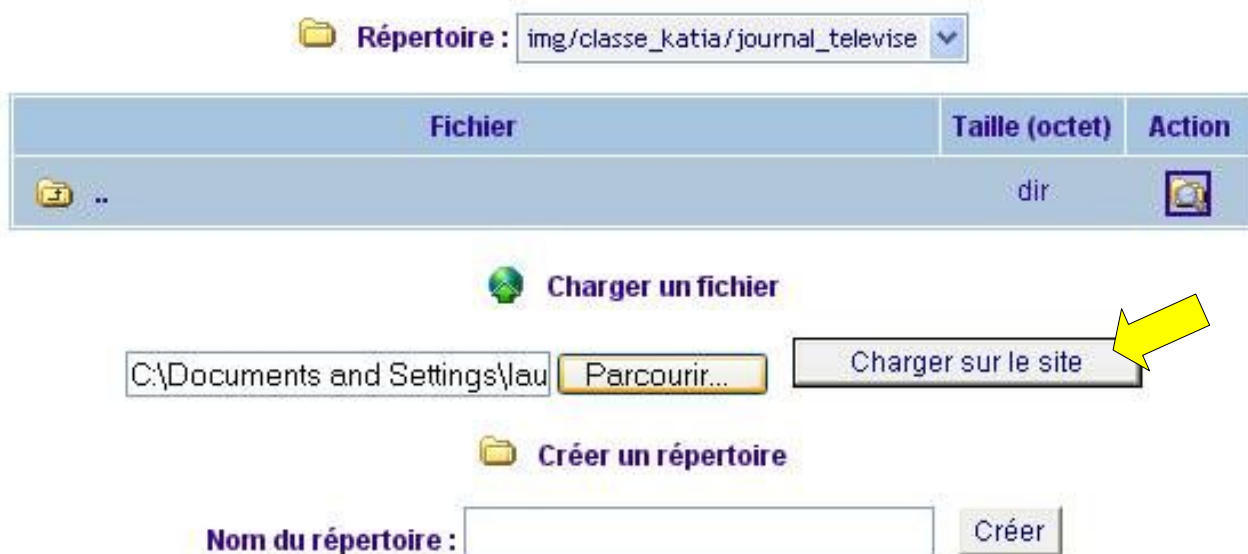 Répertoire : img/classe_katia/journal_televise
Fichier Taille (octet) Action
.. dir
Charger un fichier
C:\Documents and Settings\lau Parcourir... Charger sur le site
Créer un répertoire
Nom du répertoire : Créer